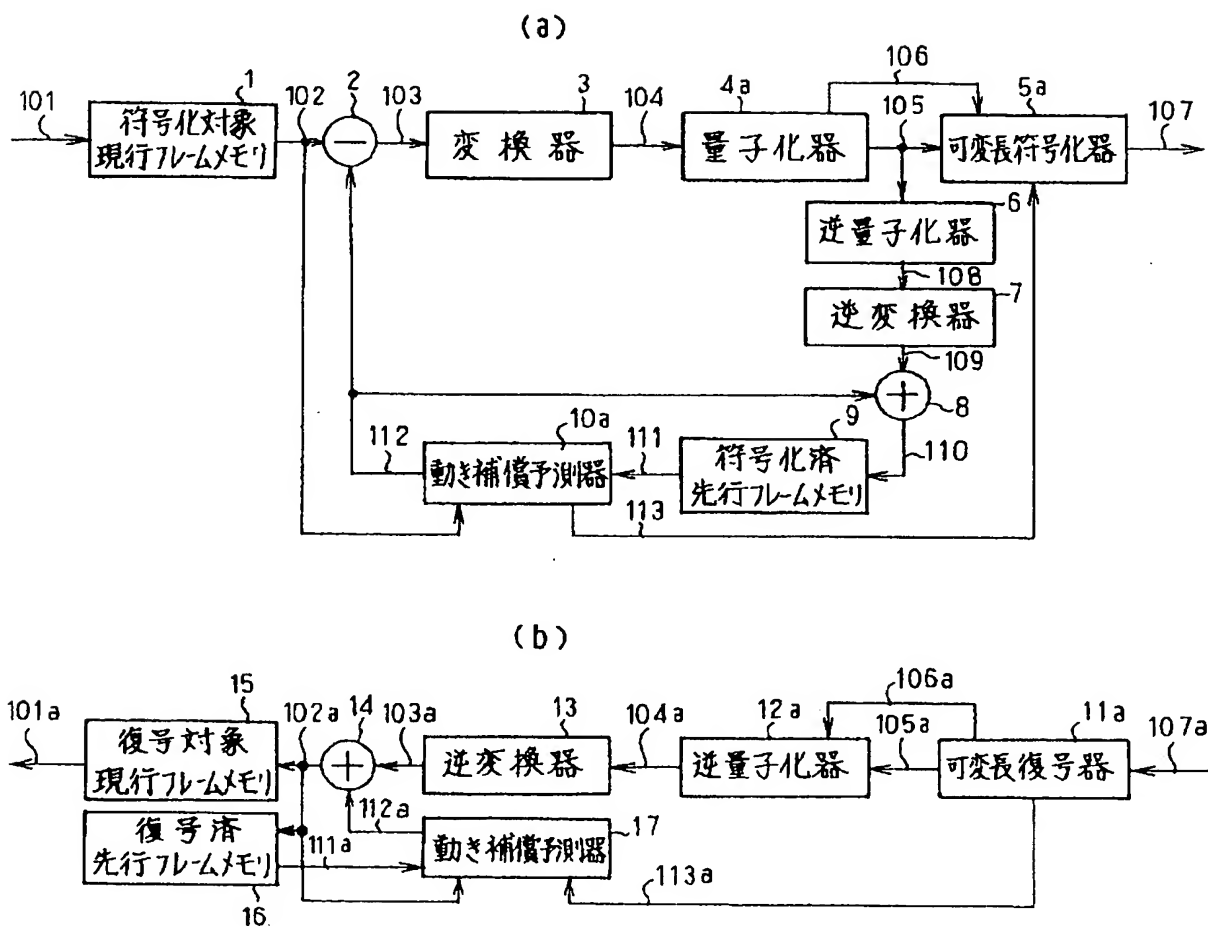 (a)
106
1
2
3
4a
5a
101
102
103
104
105
107
符号化対象
現行フレームメモリ
−
変換器
量子化器
可変長符号化器
6
逆量子化器
108
7
逆変換器
109
+
8
10a
9
112
111
110
動き補償予測器
符号化済
先行フレームメモリ
113
(b)
15
106a
101a
102a
14
103a
13
104a
12a
105a
11a
107a
復号対象
現行フレームメモリ
+
逆変換器
逆量子化器
可変長復号器
112a
17
復号済
先行フレームメモリ
111a
動き補償予測器
113a
16